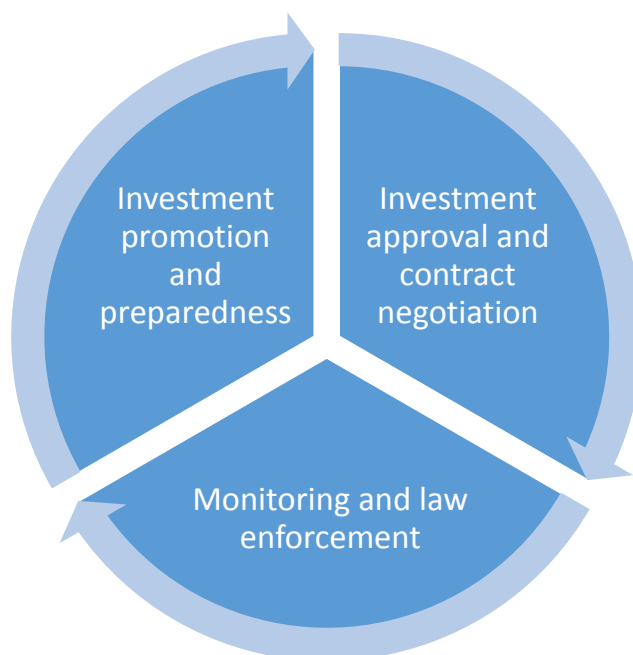 Investment
promotion
and
preparedness
Investment
approval and
contract
negotiation
Monitoring and law
enforcement